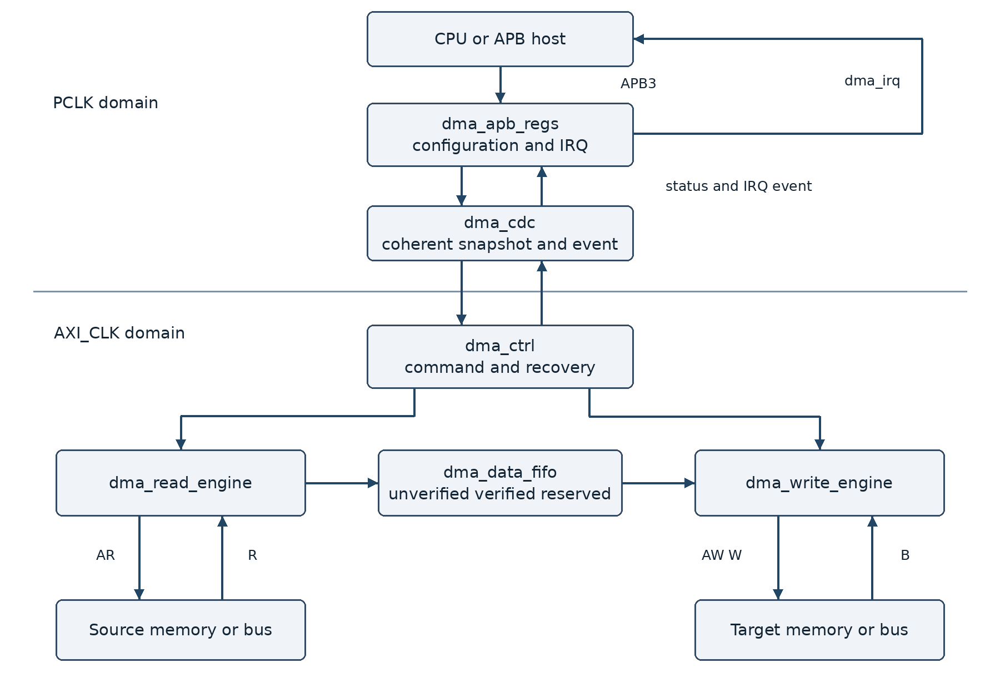 CPU or APB host
APB3
dma_irq
PCLK domain
dma_apb_regs
configuration and IRQ
status and IRQ event
dma_cdc
coherent snapshot and event
AXI_CLK domain
dma_ctrl
command and recovery
dma_read_engine
dma_data_fifo
unverified verified reserved
dma_write_engine
AR
R
AW W
B
Source memory or bus
Target memory or bus